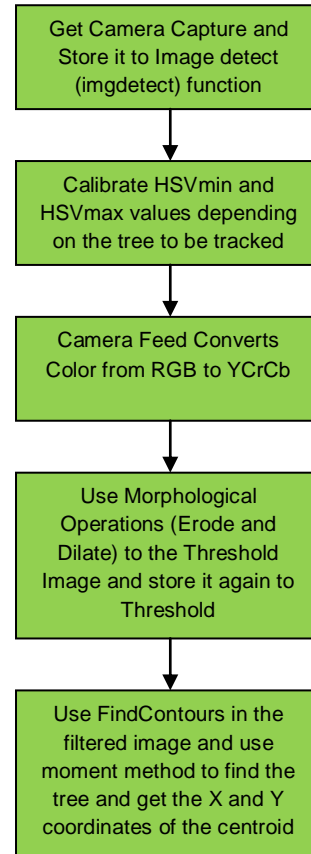 Get Camera Capture and
Store it to Image detect
(imgdetect) function
Calibrate HSVmin and
HSVmax values depending
on the tree to be tracked
Camera Feed Converts
Color from RGB to YCrCb
Use Morphological
Operations (Erode and
Dilate) to the Threshold
Image and store it again to
Threshold
Use FindContours in the
filtered image and use
moment method to find the
tree and get the X and Y
coordinates of the centroid